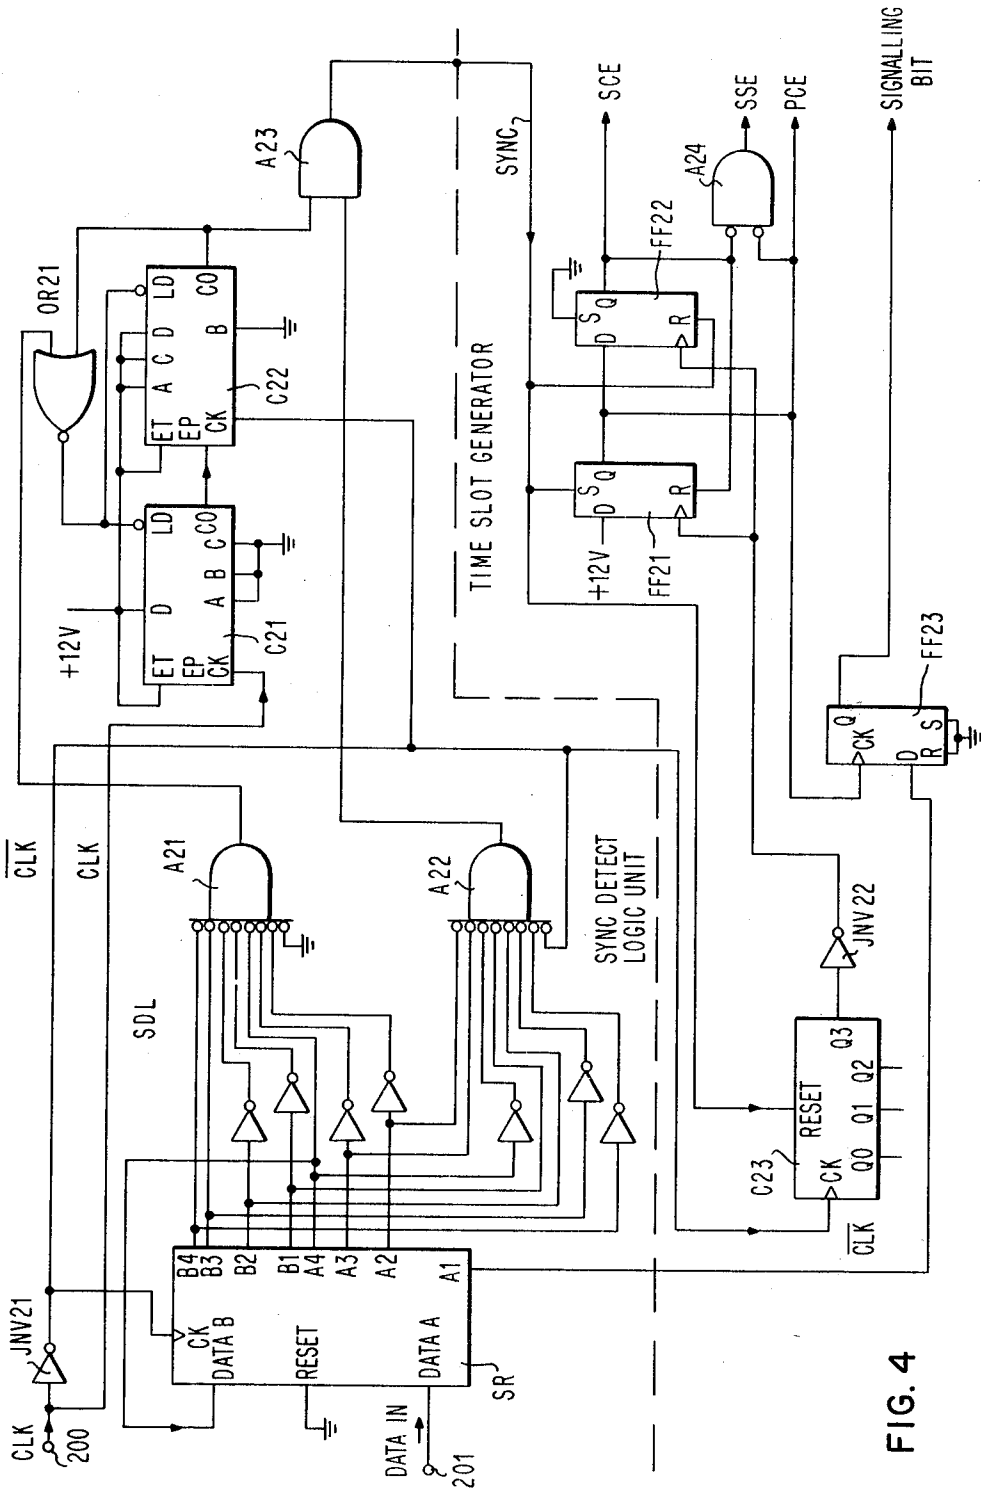 CLK
200
JNV21
CLK
CLK
+12V
ET
EP
CK
D
LD
CO
A
B
C
C21
OR21
ET
EP
CK
A
C
D
LD
CO
B
C22
A23
SDL
A21
A22
SYNC DETECT
LOGIC UNIT
CK
DATA B
RESET
DATA A
B4
B3
B2
B1
A4
A3
A2
A1
SR
DATA IN
201
TIME SLOT GENERATOR
SYNC
+12V
D
S
Q
R
FF21
D
S
Q
R
FF22
A24
SCE
SSE
PCE
SIGNALLING
BIT
CLK
C23
CK
RESET
Q3
Q0
Q1
Q2
JNV22
Q
CK
D
R
S
FF23
FIG. 4